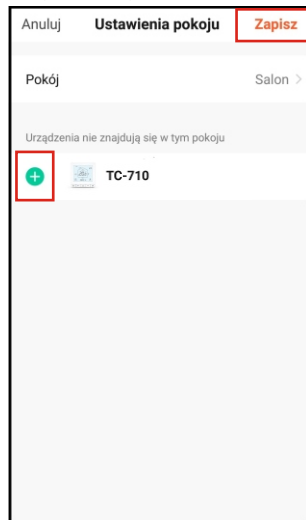 Anuluj Ustawienia pokoju Zapisz
Pokój Salon >
Urządzenia nie znajdują się w tym pokoju
TC-710